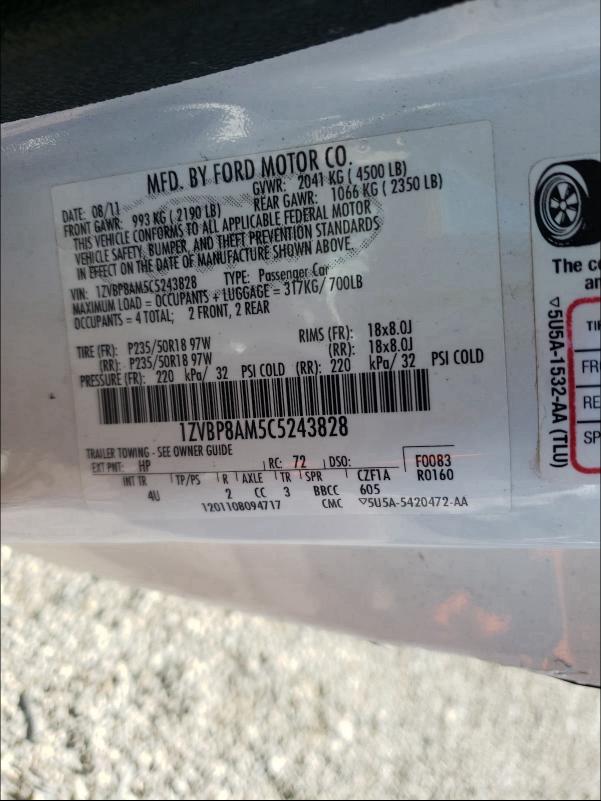 MFD. BY FORD MOTOR CO.
DATE: 08/11 GVWR: 2041 KG ( 4500 LB)
FRONT GAWR: 993 KG ( 2190 LB) REAR GAWR: 1066 KG ( 2350 LB)
THIS VEHICLE CONFORMS TO ALL APPLICABLE FEDERAL MOTOR
VEHICLE SAFETY, BUMPER, AND THEFT PREVENTION STANDARDS
IN EFFECT ON THE DATE OF MANUFACTURE SHOWN ABOVE.
VIN: 1ZVBP8AM5C5243828 TYPE: Passenger Car
MAXIMUM LOAD = OCCUPANTS + LUGGAGE = 317KG/ 700LB
OCCUPANTS = 4 TOTAL; 2 FRONT, 2 REAR
TIRE (FR): P235/50R18 97W RIMS (FR): 18x8.0J
(RR): P235/50R18 97W (RR): 18x8.0J
PRESSURE (FR): 220 kPa/ 32 PSI COLD (RR): 220 kPa/ 32 PSI COLD
1ZVBP8AM5C5243828
TRAILER TOWING - SEE OWNER GUIDE
EXT PNT: HP RC: 72 DSO: F0083
INT TR TP/PS R AXLE TR SPR CZF1A R0160
4U 2 CC 3 BBCC 605
1201108094717 CMC ▽5U5A-5420472-AA
▽5U5A-1532-AA (TLU)
The co
TI
FR
RE
SP